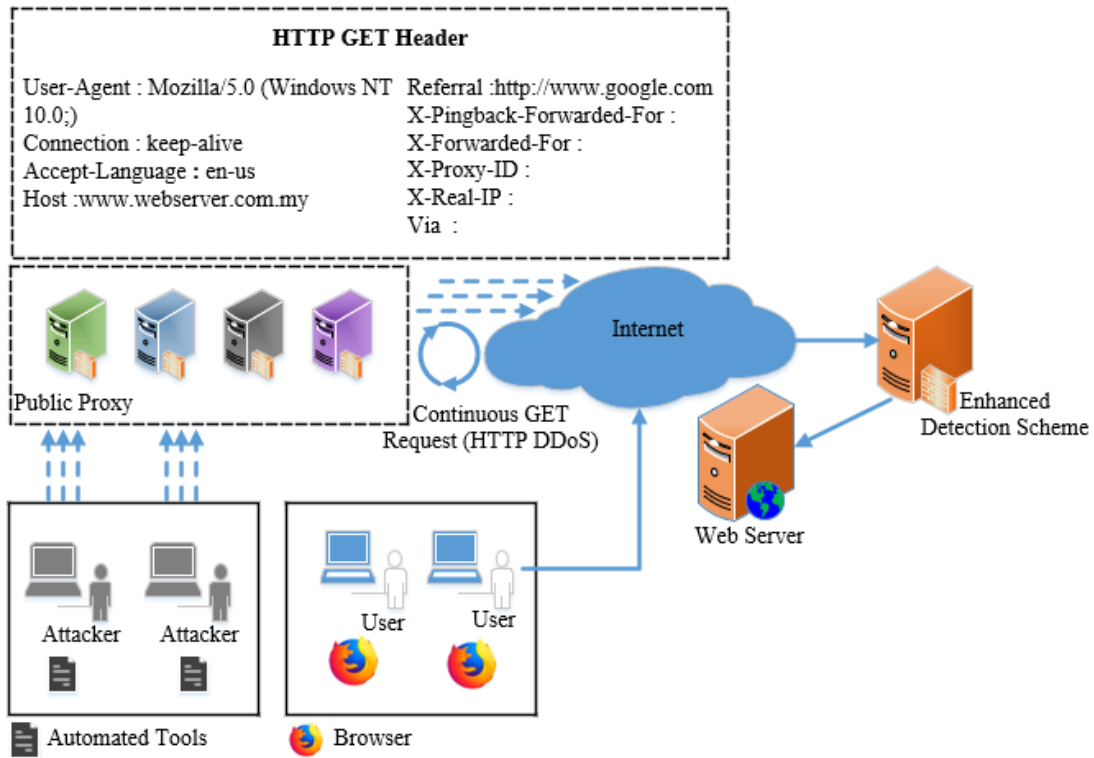 HTTP GET Header
User-Agent : Mozilla/5.0 (Windows NT
10.0;)
Connection : keep-alive
Accept-Language : en-us
Host :www.webserver.com.my
Referral :http://www.google.com
X-Pingback-Forwarded-For :
X-Forwarded-For :
X-Proxy-ID :
X-Real-IP :
Via :
Public Proxy
Continuous GET
Request (HTTP DDoS)
Internet
Enhanced
Detection Scheme
Web Server
Attacker
Attacker
User
User
Automated Tools
Browser